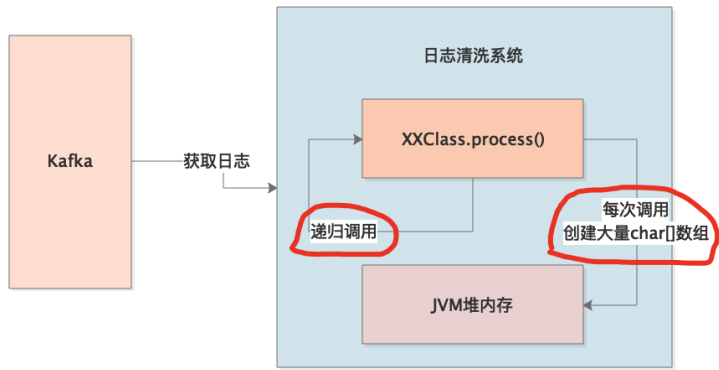 日志清洗系统
XXClass.process()
Kafka
获取日志
递归调用
每次调用
创建大量char[]数组
JVM堆内存